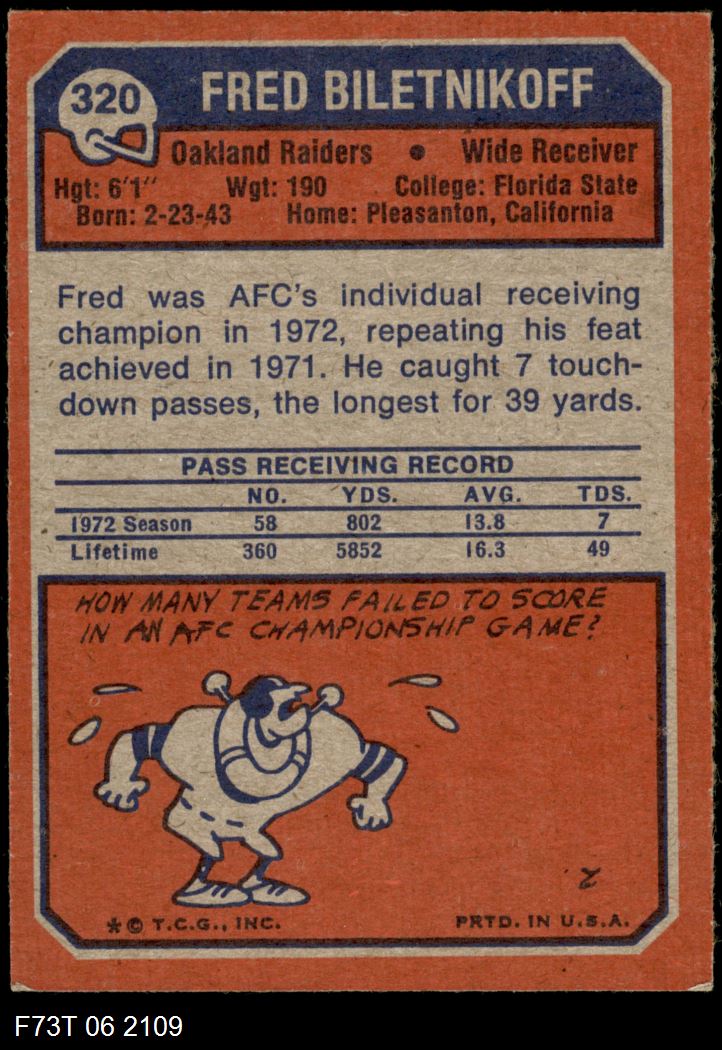 320
FRED BILETNIKOFF
Oakland Raiders • Wide Receiver
Hgt: 6'1" Wgt: 190 College: Florida State
Born: 2-23-43 Home: Pleasanton, California
Fred was AFC's individual receiving
champion in 1972, repeating his feat
achieved in 1971. He caught 7 touch-
down passes, the longest for 39 yards.
PASS RECEIVING RECORD
NO. YDS. AVG. TDS.
1972 Season 58 802 13.8 7
Lifetime 360 5852 16.3 49
HOW MANY TEAMS FAILED TO SCORE
IN AN AFC CHAMPIONSHIP GAME?
2
*© T.C.G., INC. PRTD. IN U.S.A.
F73T 06 2109